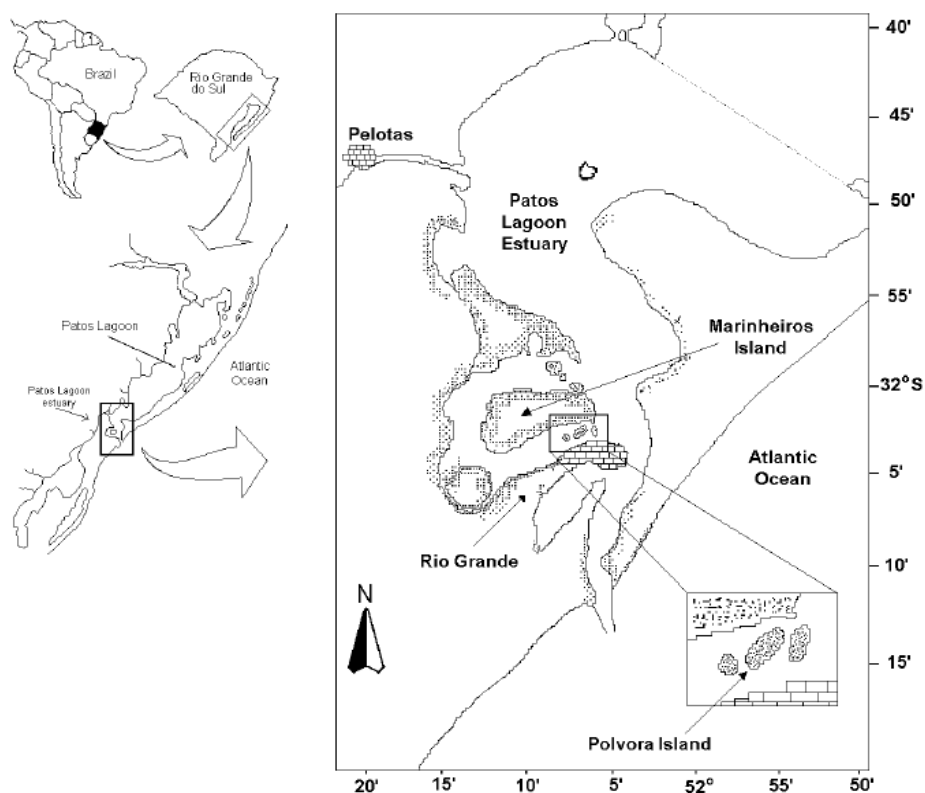 Brazil
Rio Grande
do Sul
Patos Lagoon
Atlantic
Ocean
Patos Lagoon
estuary
Pelotas
Patos
Lagoon
Estuary
Marinheiros
Island
Atlantic
Ocean
Rio Grande
N
Polvora Island
40'
45'
50'
55'
32°S
5'
10'
15'
20'
15'
10'
5'
52°
55'
50'